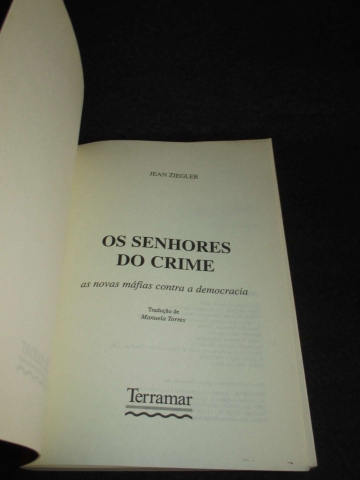 JEAN ZIEGLER
OS SENHORES
DO CRIME
as novas máfias contra a democracia
Tradução de
Manuela Torres
Terramar